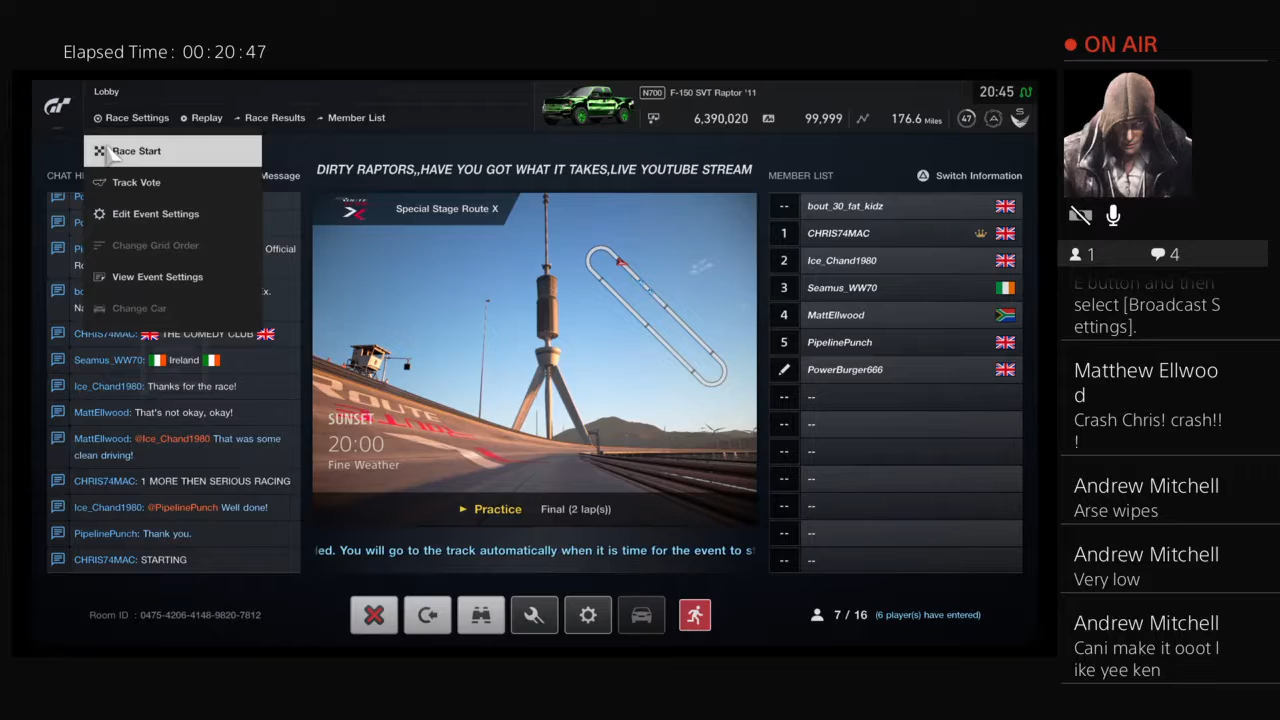 Elapsed Time: 00:20:47
ON AIR
Lobby
Race Settings
Replay
Race Results
Member List
N700 F-150 SVT Raptor '11
6,390,020
99,999
176.6 Miles
20:45
47
A
S
Race Start
Track Vote
Edit Event Settings
Change Grid Order
View Event Settings
Change Car
CHAT HI
Message
Po
Po
Pi
Official
Ro
bo
x.
Na
CHRIS74MAC: THE COMEDY CLUB
Seamus_WW70: Ireland
Ice_Chand1980: Thanks for the race!
MattEllwood: That's not okay, okay!
MattEllwood: @Ice_Chand1980 That was some
clean driving!
CHRIS74MAC: 1 MORE THEN SERIOUS RACING
Ice_Chand1980: @PipelinePunch Well done!
PipelinePunch: Thank you.
CHRIS74MAC: STARTING
DIRTY RAPTORS,,HAVE YOU GOT WHAT IT TAKES,LIVE YOUTUBE STREAM
ROUTE X
Special Stage Route X
ROUTE
SUNSET
20:00
Fine Weather
Practice Final (2 lap(s))
led. You will go to the track automatically when it is time for the event to s
MEMBER LIST
Switch Information
-- bout_30_fat_kidz
1 CHRIS74MAC
2 Ice_Chand1980
3 Seamus_WW70
4 MattEllwood
5 PipelinePunch
PowerBurger666
-- --
-- --
-- --
-- --
-- --
-- --
-- --
Room ID : 0475-4206-4148-9820-7812
7 / 16 (6 player(s) have entered)
1
4
E button and then
select [Broadcast S
ettings].
Matthew Ellwoo
d
Crash Chris! crash!!
!
Andrew Mitchell
Arse wipes
Andrew Mitchell
Very low
Andrew Mitchell
Cani make it ooot l
ike yee ken